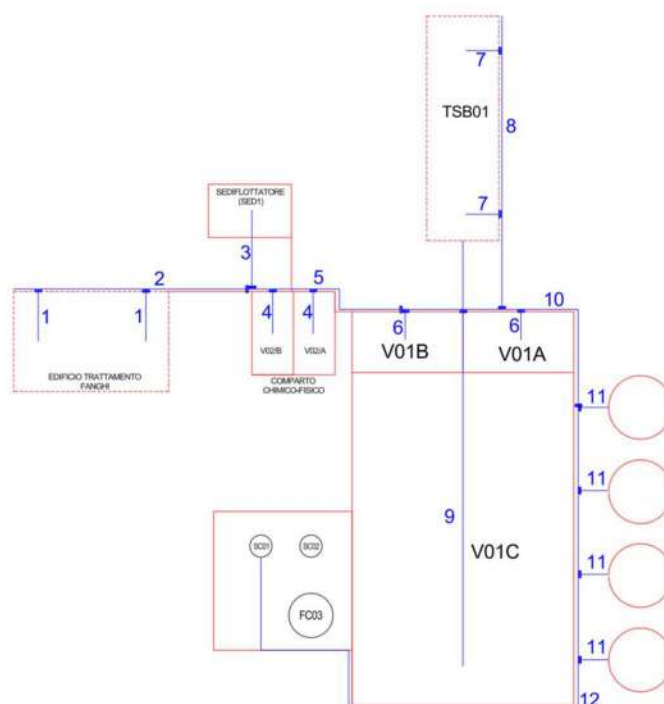 7
TSB01
8
7
SEDIFLOTTATORE
(SED1)
3
2
5
10
1
1
4
4
6
6
V02/B
V02/A
V01B
V01A
EDIFICIO TRATTAMENTO
FANGHI
COMPARTO
CHIMICO-FISICO
11
11
9
SC01
SC02
V01C
11
FC03
11
12